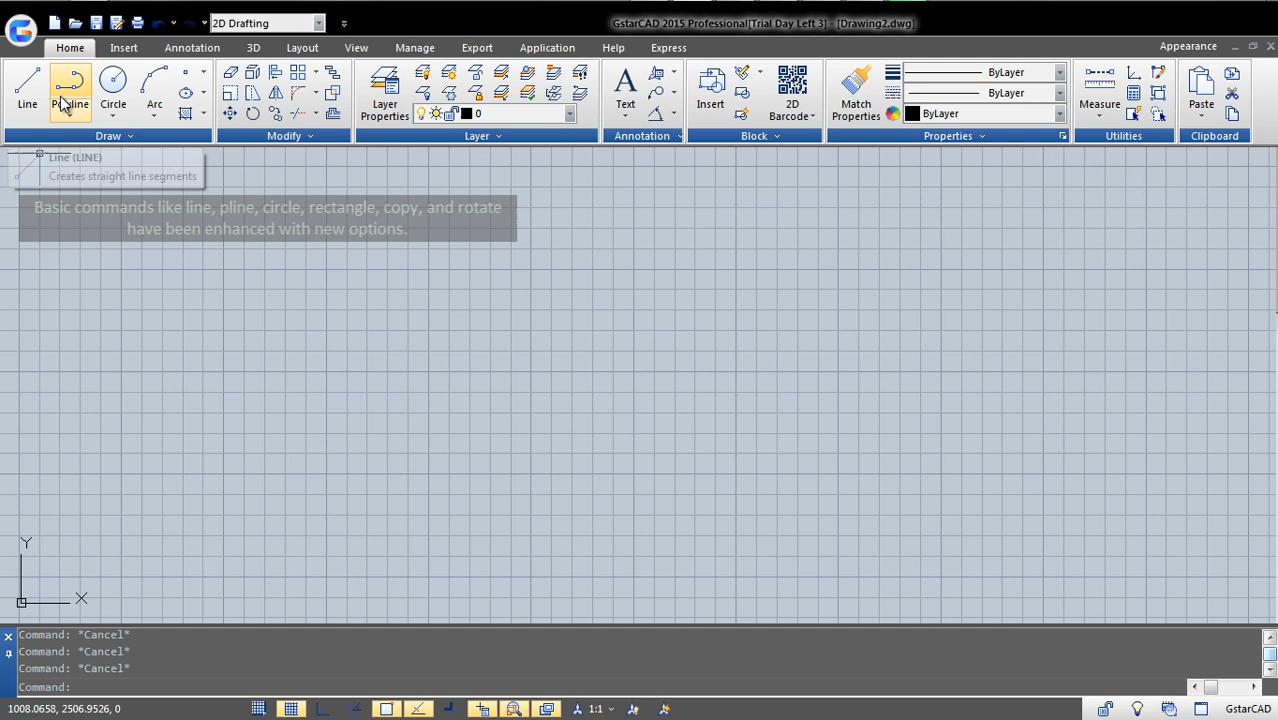 2D Drafting
GstarCAD 2015 Professional[Trial Day Left 3] - [Drawing2.dwg]
Home Insert Annotation 3D Layout View Manage Export Application Help Express Appearance
Line Polyline Circle Arc
Layer
Properties
0
Text
Insert
2D
Barcode
Match
Properties
ByLayer
ByLayer
ByLayer
Measure
Paste
Draw Modify Layer Annotation Block Properties Utilities Clipboard
Line (LINE)
Creates straight line segments
Basic commands like line, pline, circle, rectangle, copy, and rotate
have been enhanced with new options.
Y
X
Command: *Cancel*
Command: *Cancel*
Command: *Cancel*
Command:
1008.0658, 2506.9526, 0
1:1
GstarCAD